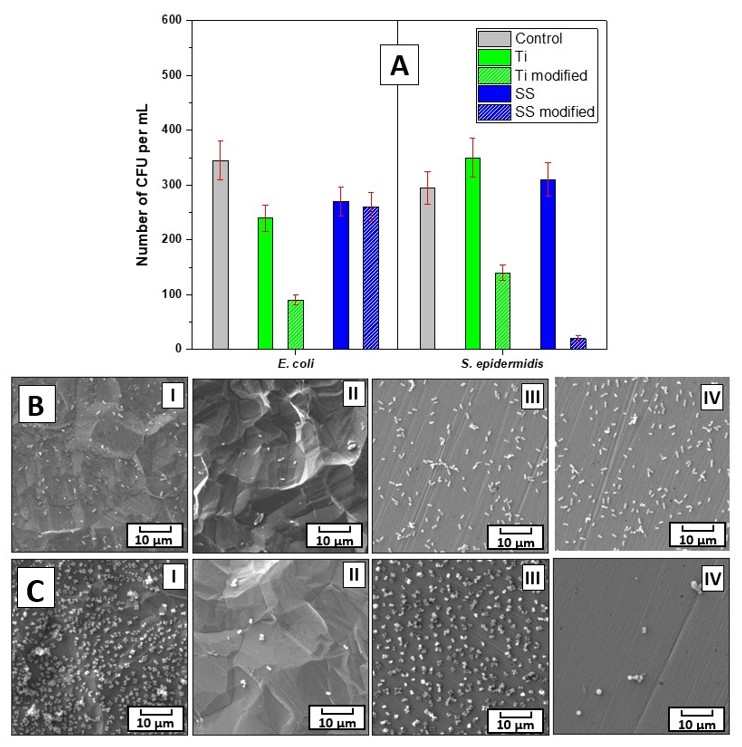 600
500
400
300
200
100
0
Number of CFU per mL
A
Control
Ti
Ti modified
SS
SS modified
E. coli
S. epidermidis
B
I
10 µm
II
10 µm
III
10 µm
IV
10 µm
C
I
10 µm
II
10 µm
III
10 µm
IV
10 µm